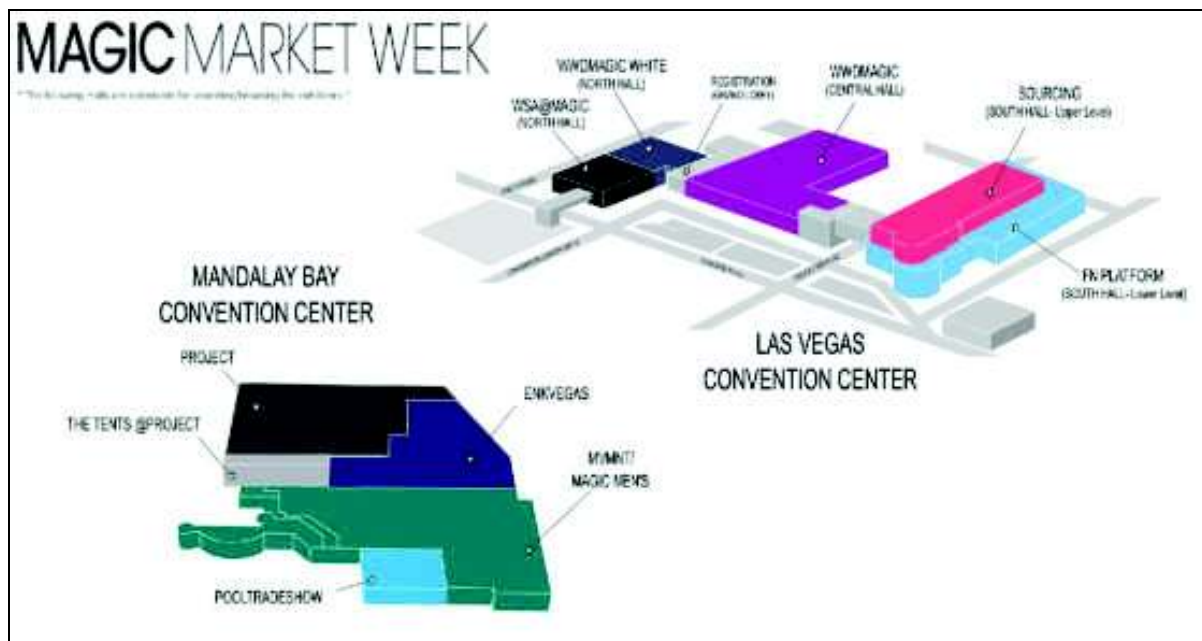 MAGIC MARKET WEEK
WWDMAGIC WHITE
(NORTH HALL)
REGISTRATION
WSA@MAGIC
(NORTH HALL)
WWDMAGIC
(CENTRAL HALL)
SOURCING
(SOUTH HALL - Upper Level)
FN PLATFORM
(SOUTH HALL - Lower Level)
MANDALAY BAY
CONVENTION CENTER
LAS VEGAS
CONVENTION CENTER
PROJECT
THE TENTS @PROJECT
ENKVEGAS
MVMNT/
MAGIC MEN'S
POOLTRADESHOW